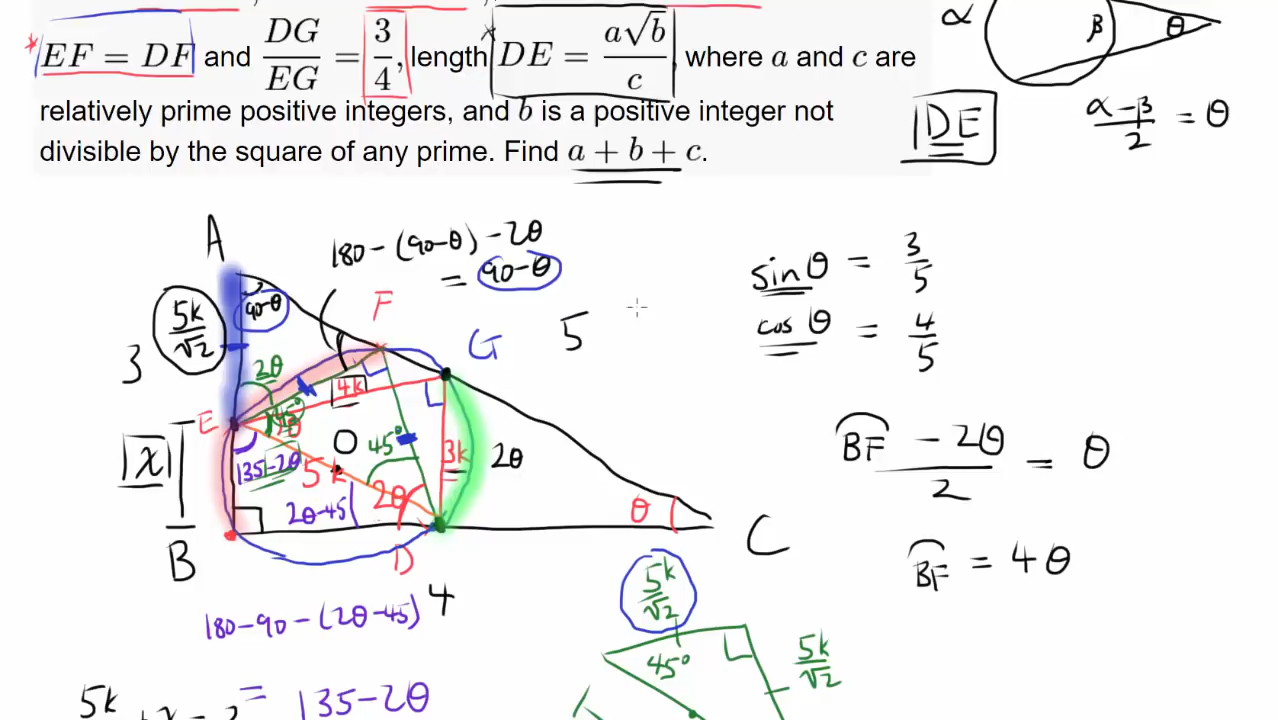 * EF = DF and DG/EG = 3/4, length * DE = a√b/c, where a and c are
relatively prime positive integers, and b is a positive integer not
divisible by the square of any prime. Find a + b + c.
α β θ
DE
(α-β)/2 = θ
A
180-(90-θ)-2θ
= 90-θ
sinθ = 3/5
cosθ = 4/5
5k/√2
90-θ
F
3
2θ
5
G
4k
E
45°
O
45°
x
135-2θ
5k
3k
2θ
2θ-45
2θ
θ
B
D
C
(BF-2θ)/2 = θ
BF = 4θ
180-90-(2θ-45)
4
5k/√2
45°
5k/√2
= 135-2θ
5k